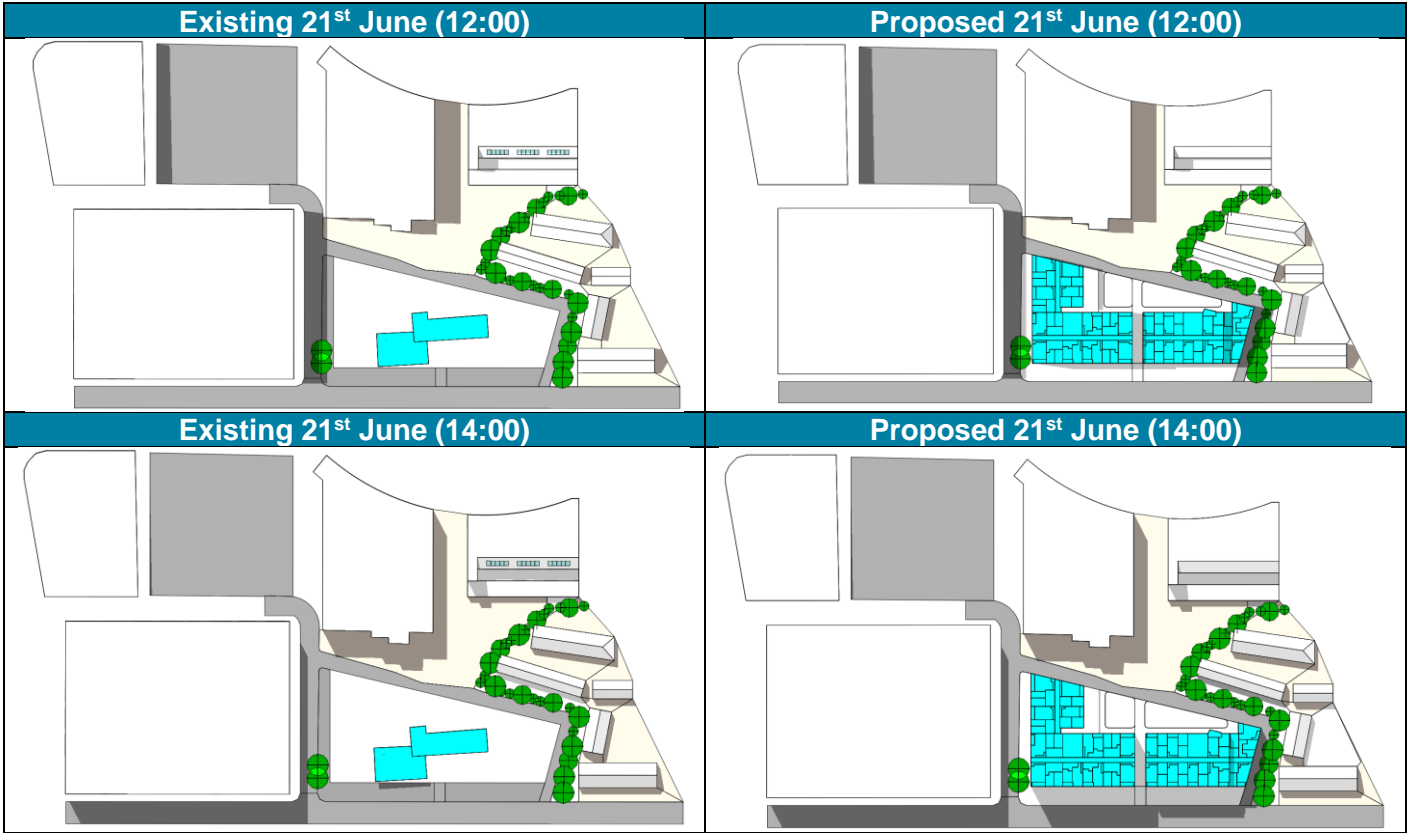 Existing 21st June (12:00)
Proposed 21st June (12:00)
Existing 21st June (14:00)
Proposed 21st June (14:00)